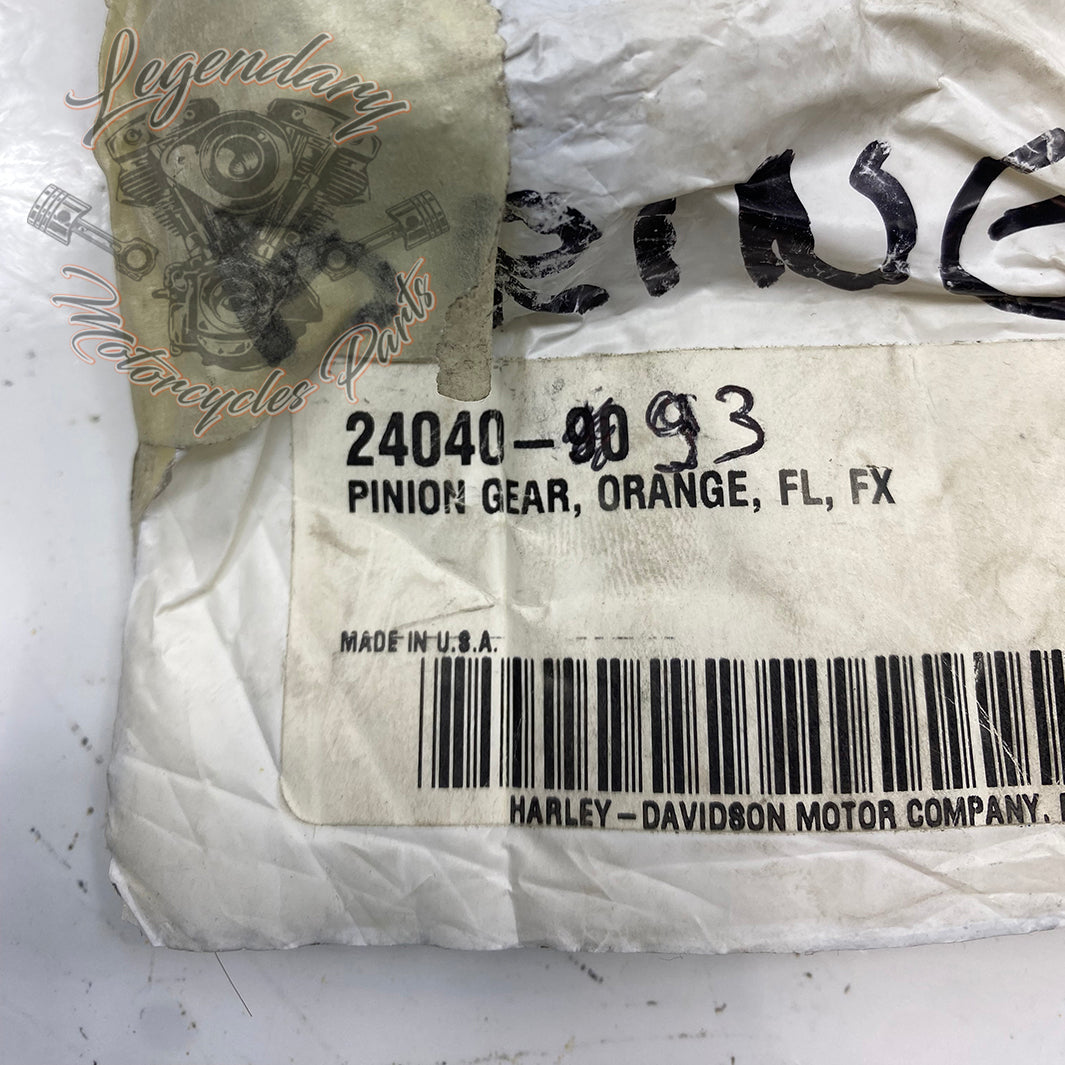 Legendary
Motorcycles Parts
24040-90 93
PINION GEAR, ORANGE, FL, FX
MADE IN U.S.A.
HARLEY-DAVIDSON MOTOR COMPANY,